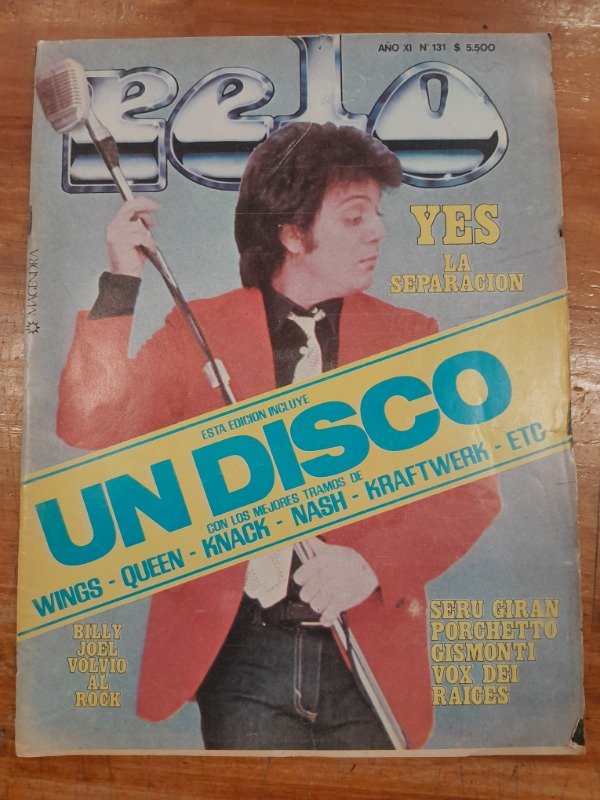 AÑO XI Nº 131 $ 5.500
pelo
YES
LA
SEPARACION
MAGENDRA
ESTA EDICION INCLUYE
UN DISCO
CON LOS MEJORES TRAMOS DE
WINGS - QUEEN - KNACK - NASH - KRAFTWERK - ETC
BILLY
JOEL
VOLVIO
AL
ROCK
SERU GIRAN
PORCHETTO
GISMONTI
VOX DEI
RAICES